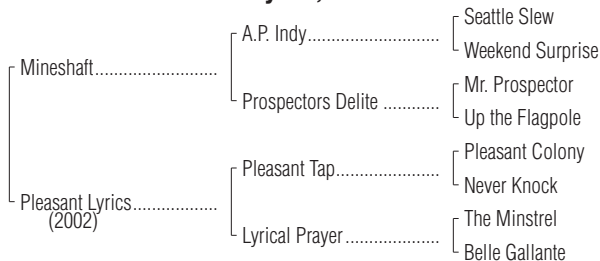 Seattle Slew
A.P. Indy
Weekend Surprise
Mineshaft
Mr. Prospector
Prospectors Delite
Up the Flagpole
Pleasant Colony
Pleasant Tap
Never Knock
Pleasant Lyrics
(2002)
The Minstrel
Lyrical Prayer
Belle Gallante